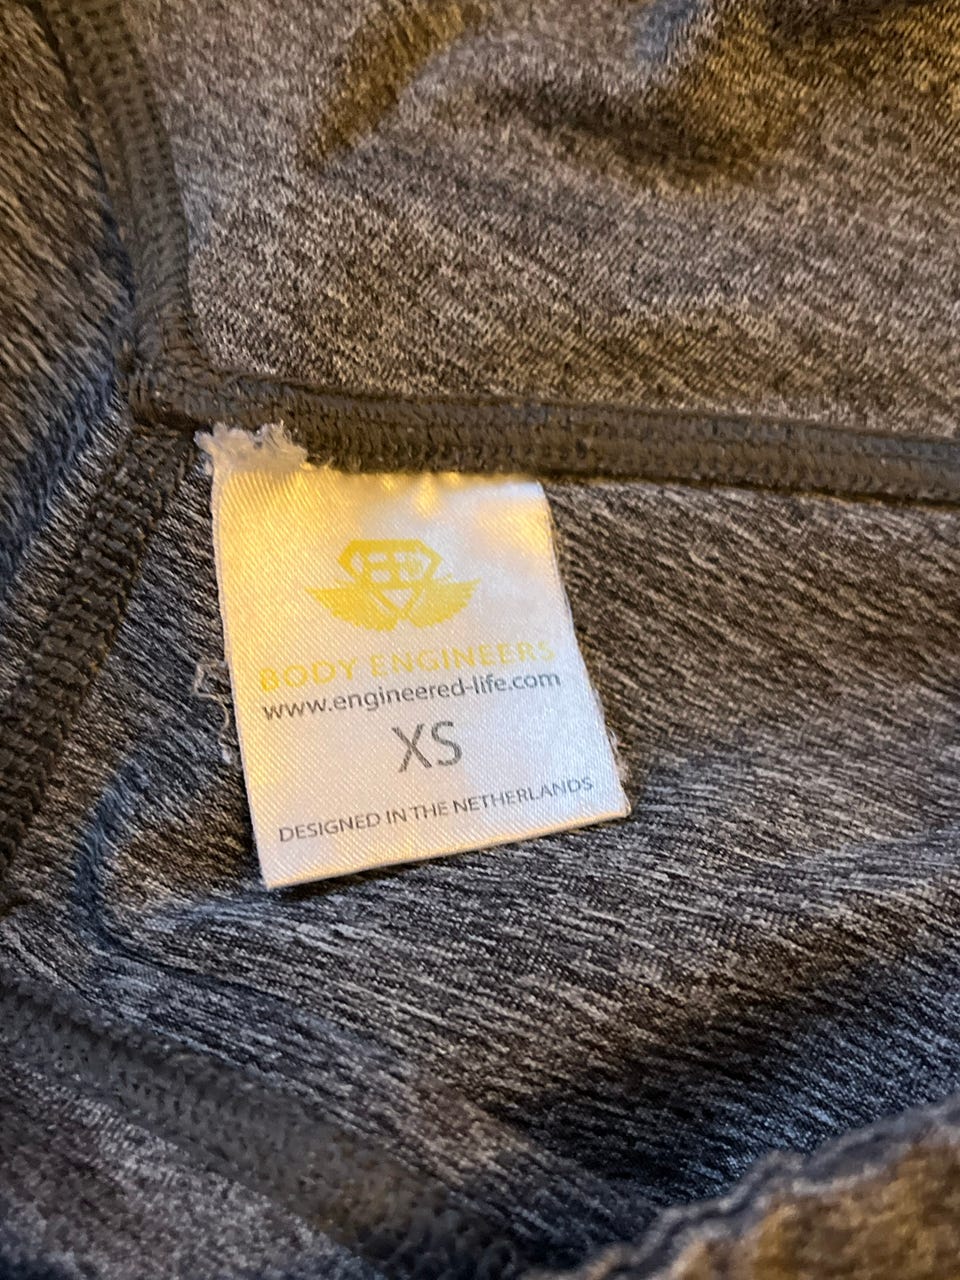 BODY ENGINEERS
www.engineered-life.com
XS
DESIGNED IN THE NETHERLANDS